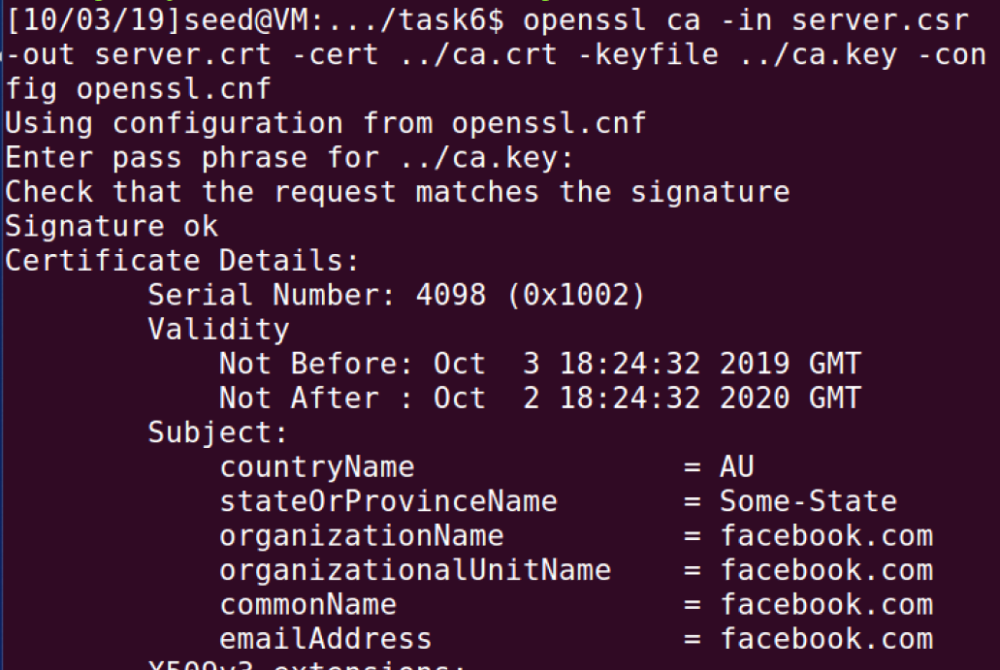 [10/03/19]seed@VM:.../task6$ openssl ca -in server.csr
-out server.crt -cert ../ca.crt -keyfile ../ca.key -con
fig openssl.cnf
Using configuration from openssl.cnf
Enter pass phrase for ../ca.key:
Check that the request matches the signature
Signature ok
Certificate Details:
        Serial Number: 4098 (0x1002)
        Validity
            Not Before: Oct  3 18:24:32 2019 GMT
            Not After : Oct  2 18:24:32 2020 GMT
        Subject:
            countryName               = AU
            stateOrProvinceName       = Some-State
            organizationName          = facebook.com
            organizationalUnitName    = facebook.com
            commonName                = facebook.com
            emailAddress              = facebook.com
        X509v3 extensions: